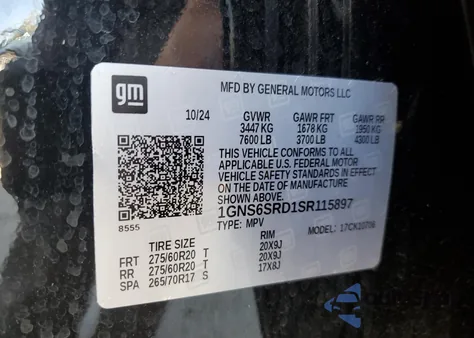 gm
MFD BY GENERAL MOTORS LLC
10/24 GVWR GAWR FRT GAWR RR
3447 KG 1678 KG 1950 KG
7600 LB 3700 LB 4300 LB
THIS VEHICLE CONFORMS TO ALL
APPLICABLE U.S. FEDERAL MOTOR
VEHICLE SAFETY STANDARDS IN EFFECT
ON THE DATE OF MANUFACTURE
SHOWN ABOVE.
1GNS6SRD1SR115897
8555 TYPE: MPV MODEL:
TIRE SIZE RIM
FRT 275/60R20 T 20X9J
RR 275/60R20 T 20X9J
SPA 265/70R17 S 17X8J